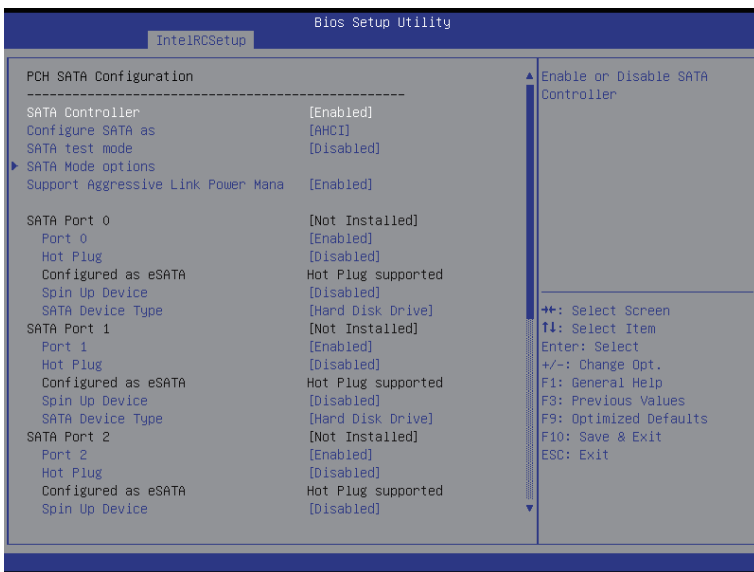 Bios Setup Utility
IntelRCSetup
PCH SATA Configuration
------------------------------------------------
SATA Controller [Enabled]
Configure SATA as [AHCI]
SATA test mode [Disabled]
▶ SATA Mode options
Support Aggressive Link Power Mana [Enabled]
SATA Port 0 [Not Installed]
Port 0 [Enabled]
Hot Plug [Disabled]
Configured as eSATA Hot Plug supported
Spin Up Device [Disabled]
SATA Device Type [Hard Disk Drive]
SATA Port 1 [Not Installed]
Port 1 [Enabled]
Hot Plug [Disabled]
Configured as eSATA Hot Plug supported
Spin Up Device [Disabled]
SATA Device Type [Hard Disk Drive]
SATA Port 2 [Not Installed]
Port 2 [Enabled]
Hot Plug [Disabled]
Configured as eSATA Hot Plug supported
Spin Up Device [Disabled]
Enable or Disable SATA
Controller
→←: Select Screen
↑↓: Select Item
Enter: Select
+/-: Change Opt.
F1: General Help
F3: Previous Values
F9: Optimized Defaults
F10: Save & Exit
ESC: Exit